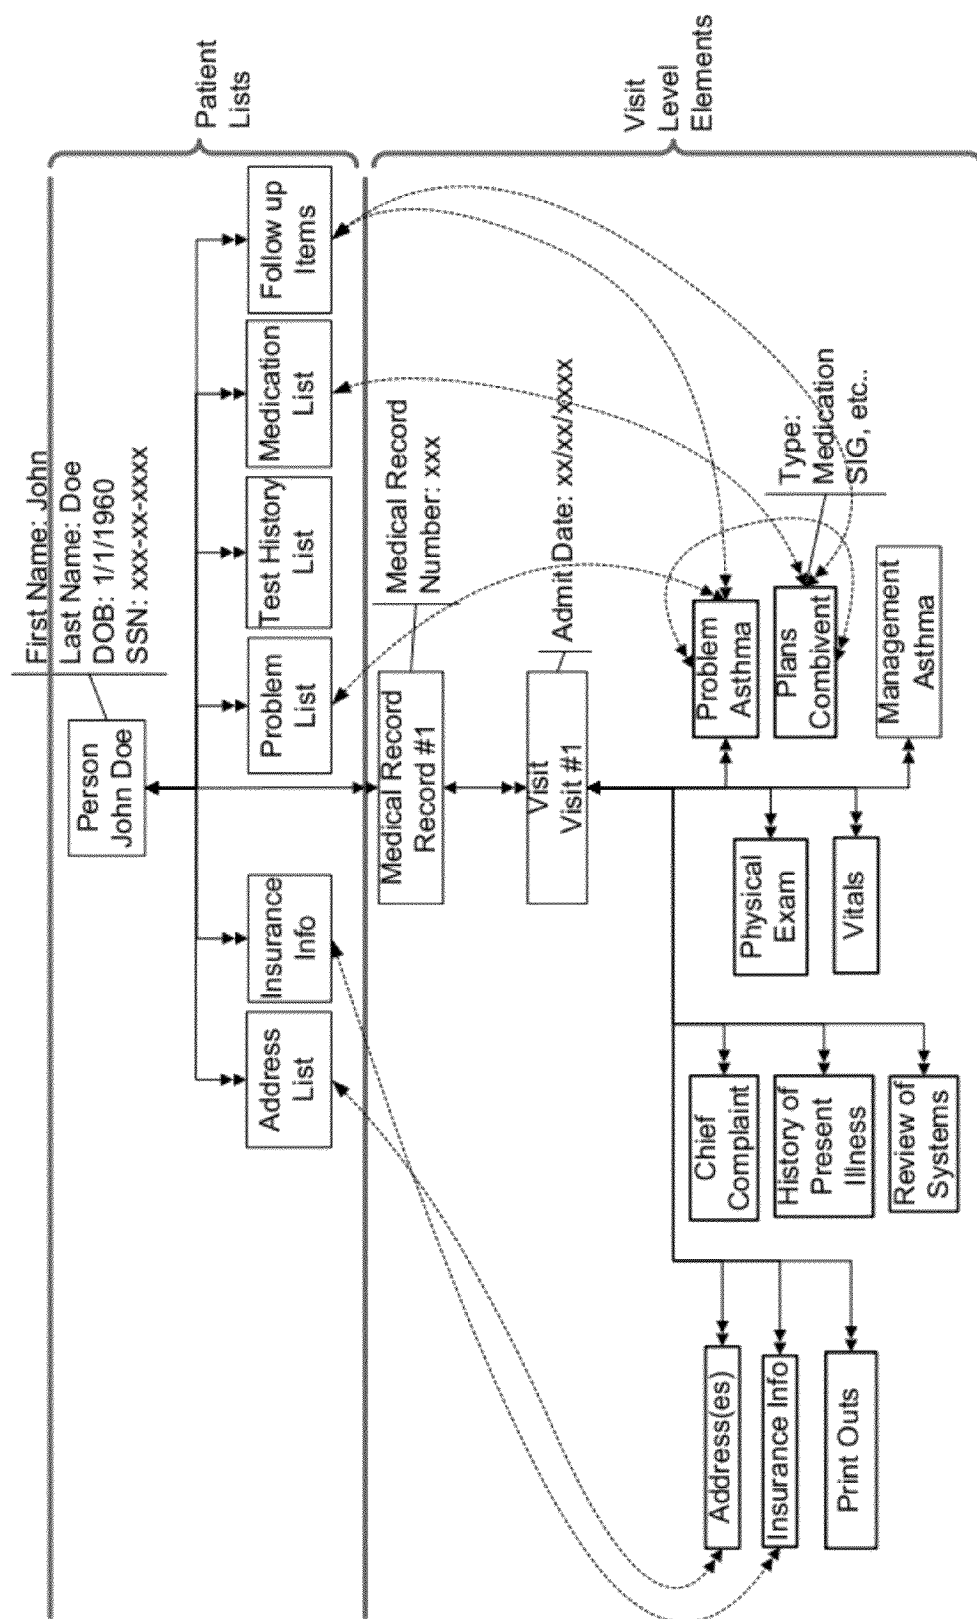 First Name: John
Last Name: Doe
DOB: 1/1/1960
SSN: xxx-xx-xxxx
Person
John Doe
Patient
Lists
Address
List
Insurance
Info
Problem
List
Test History
List
Medication
List
Follow up
Items
Medical Record
Record #1
Medical Record
Number: xxx
Visit
Visit #1
Admit Date: xx/xx/xxxx
Visit
Level
Elements
Address(es)
Insurance Info
Print Outs
Chief
Complaint
History of
Present
Illness
Review of
Systems
Physical
Exam
Vitals
Problem
Asthma
Plans
Combivent
Type:
Medication
SIG, etc..
Management
Asthma